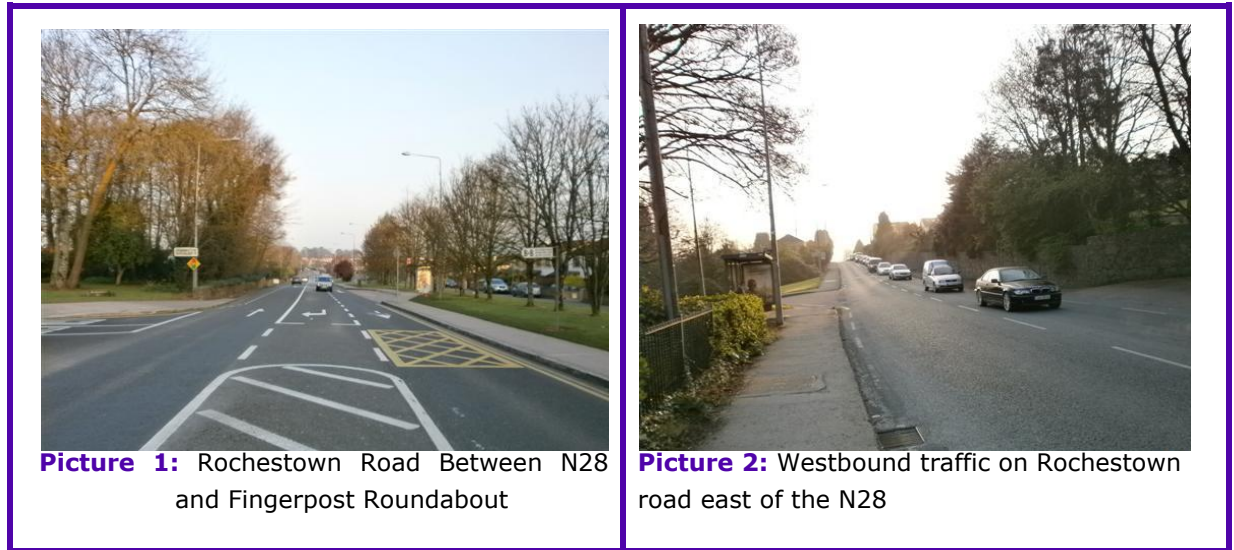 Picture 1: Rochestown Road Between N28
and Fingerpost Roundabout
Picture 2: Westbound traffic on Rochestown
road east of the N28